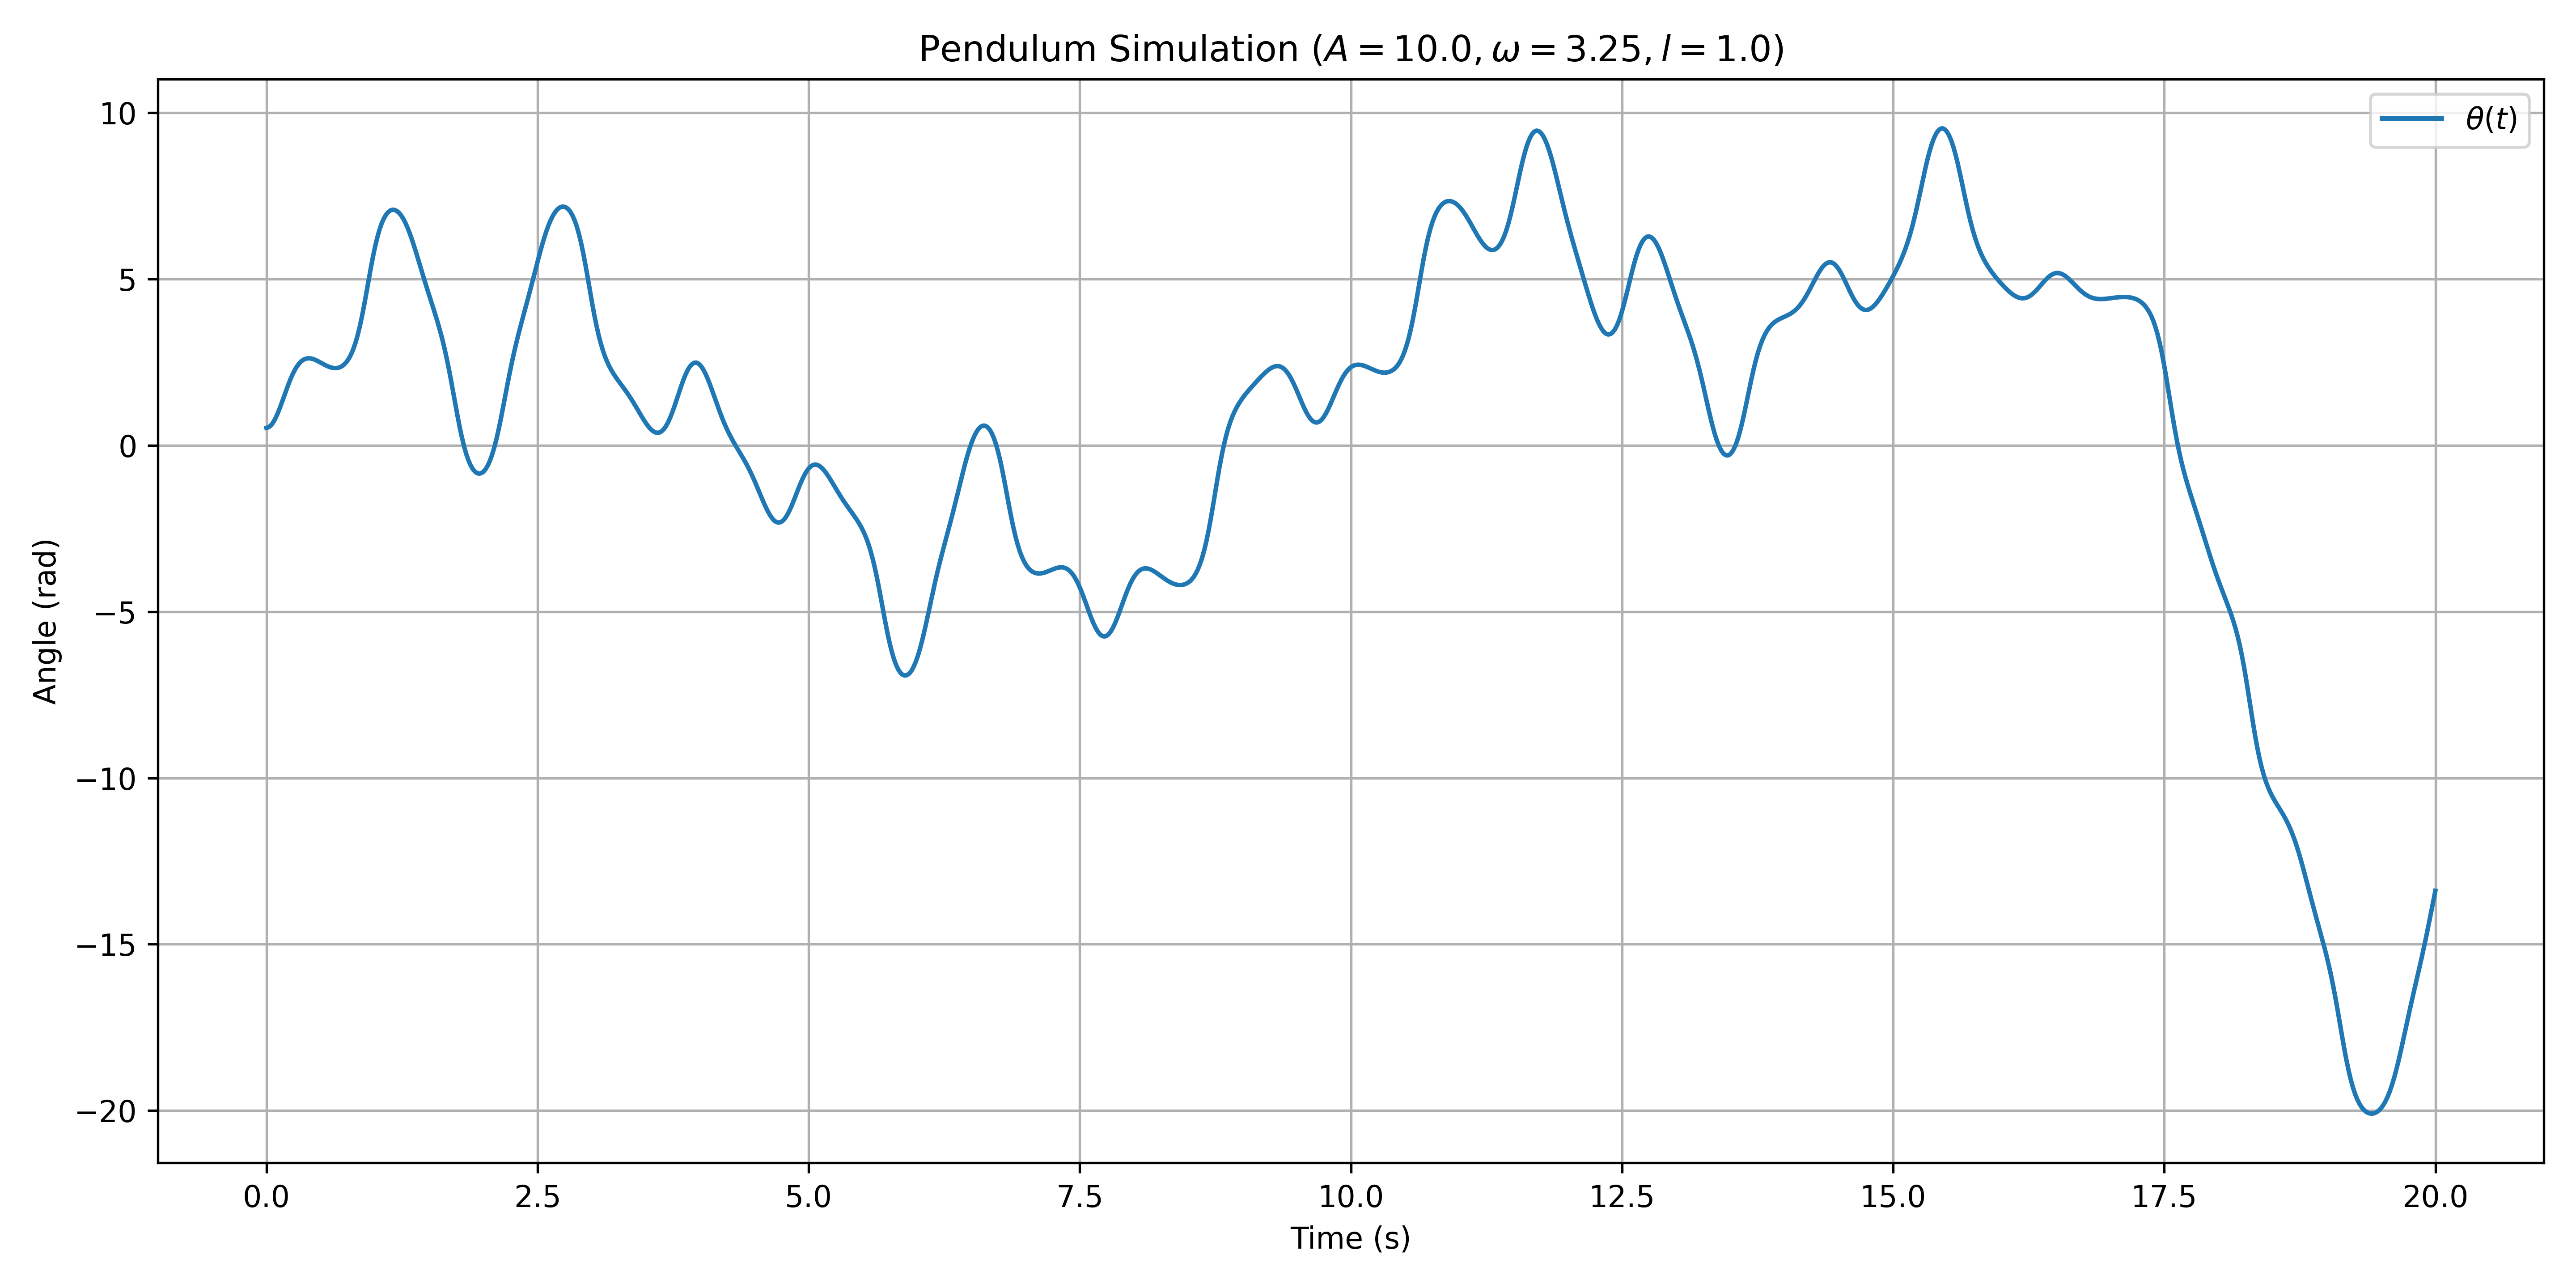 Pendulum Simulation (A = 10.0, ω = 3.25, l = 1.0)
θ(t)
10
5
0
−5
−10
−15
−20
Angle (rad)
0.0 2.5 5.0 7.5 10.0 12.5 15.0 17.5 20.0
Time (s)